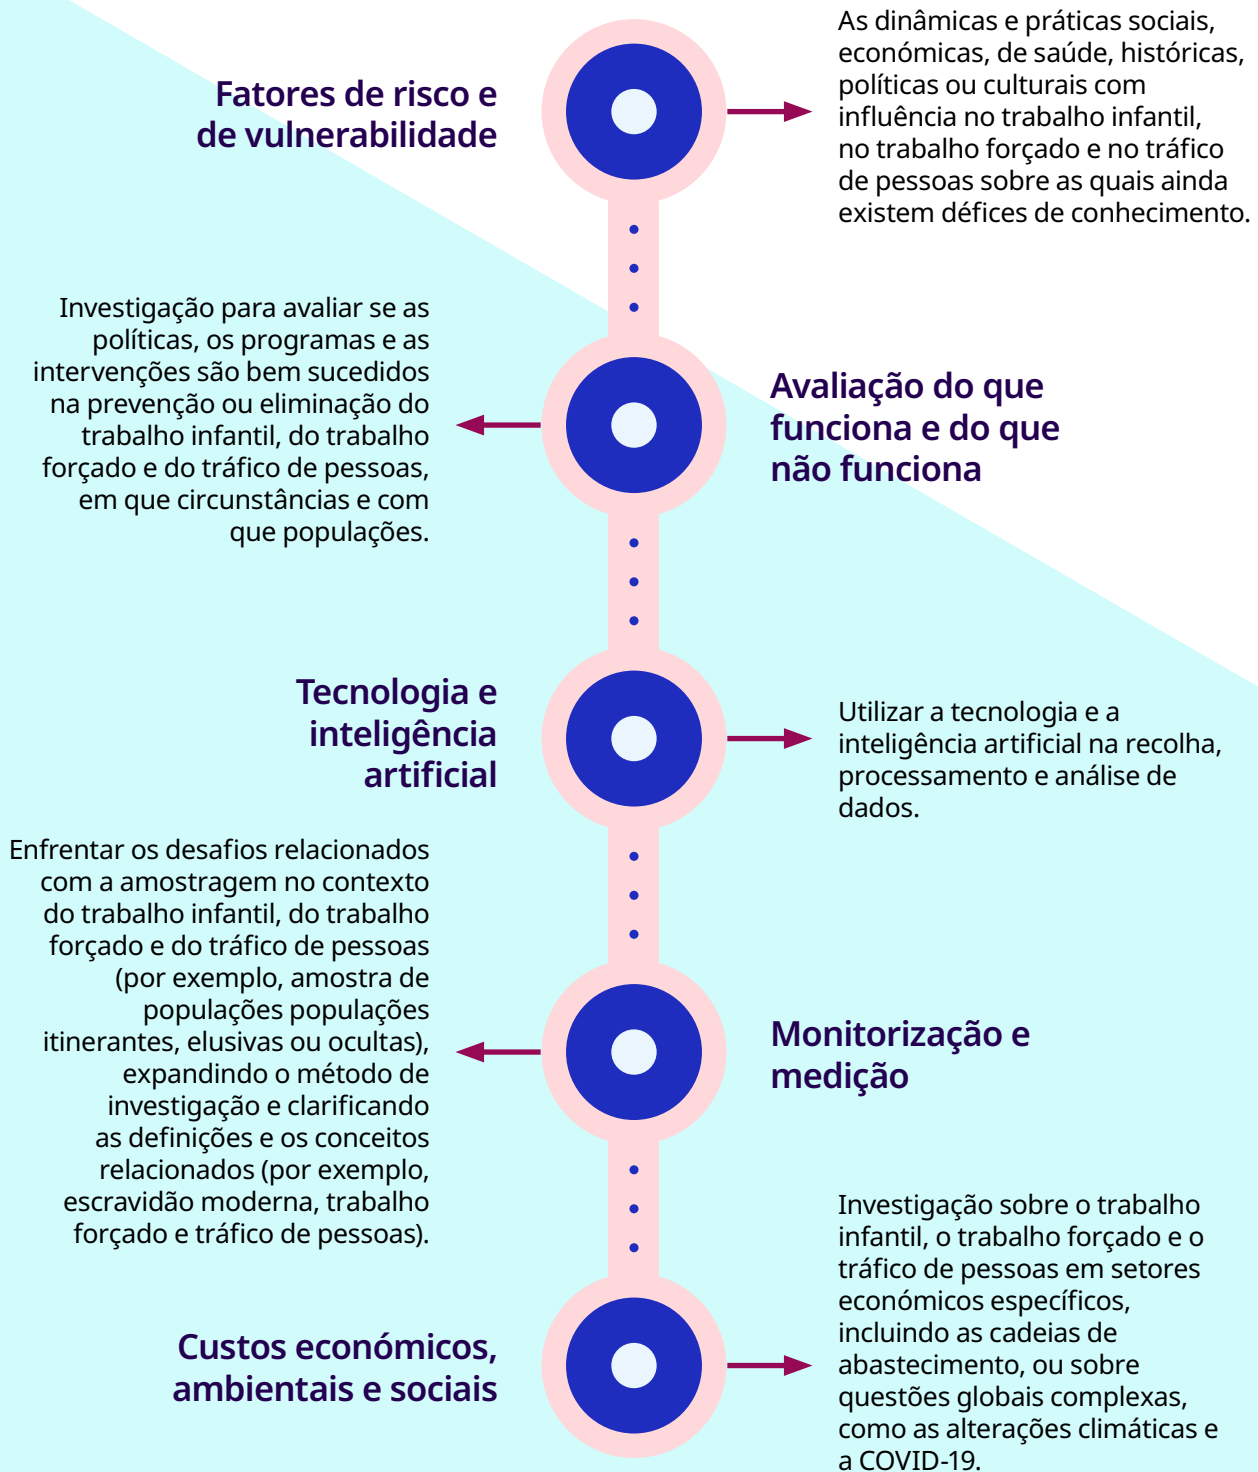 Fatores de risco e
de vulnerabilidade
As dinâmicas e práticas sociais,
económicas, de saúde, históricas,
políticas ou culturais com
influência no trabalho infantil,
no trabalho forçado e no tráfico
de pessoas sobre as quais ainda
existem défices de conhecimento.
Avaliação do que
funciona e do que
não funciona
Investigação para avaliar se as
políticas, os programas e as
intervenções são bem sucedidos
na prevenção ou eliminação do
trabalho infantil, do trabalho
forçado e do tráfico de pessoas,
em que circunstâncias e com
que populações.
Tecnologia e
inteligência
artificial
Utilizar a tecnologia e a
inteligência artificial na recolha,
processamento e análise de
dados.
Monitorização e
medição
Enfrentar os desafios relacionados
com a amostragem no contexto
do trabalho infantil, do trabalho
forçado e do tráfico de pessoas
(por exemplo, amostra de
populações populações
itinerantes, elusivas ou ocultas),
expandindo o método de
investigação e clarificando
as definições e os conceitos
relacionados (por exemplo,
escravidão moderna, trabalho
forçado e tráfico de pessoas).
Custos económicos,
ambientais e sociais
Investigação sobre o trabalho
infantil, o trabalho forçado e o
tráfico de pessoas em setores
económicos específicos,
incluindo as cadeias de
abastecimento, ou sobre
questões globais complexas,
como as alterações climáticas e
a COVID-19.